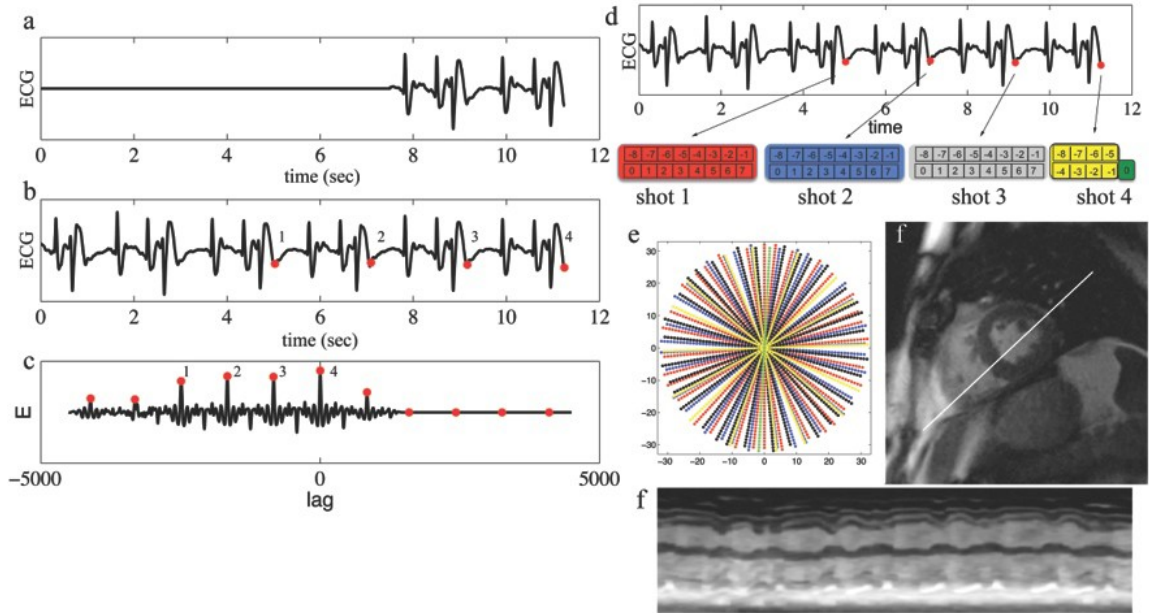 a
ECG
0 2 4 6 8 10 12
time (sec)
b
ECG
1 2 3 4
0 2 4 6 8 10 12
time (sec)
c
E
1 2 3 4
−5000 0 5000
lag
d
ECG
0 2 4 6 8 10 12
time
-8 -7 -6 -5 -4 -3 -2 -1 -8 -7 -6 -5 -4 -3 -2 -1 -8 -7 -6 -5 -4 -3 -2 -1 -8 -7 -6 -5
0 1 2 3 4 5 6 7 0 1 2 3 4 5 6 7 0 1 2 3 4 5 6 7 -4 -3 -2 -1 0
shot 1 shot 2 shot 3 shot 4
e
30
20
10
0
−10
−20
−30
−30 −20 −10 0 10 20 30
f
f